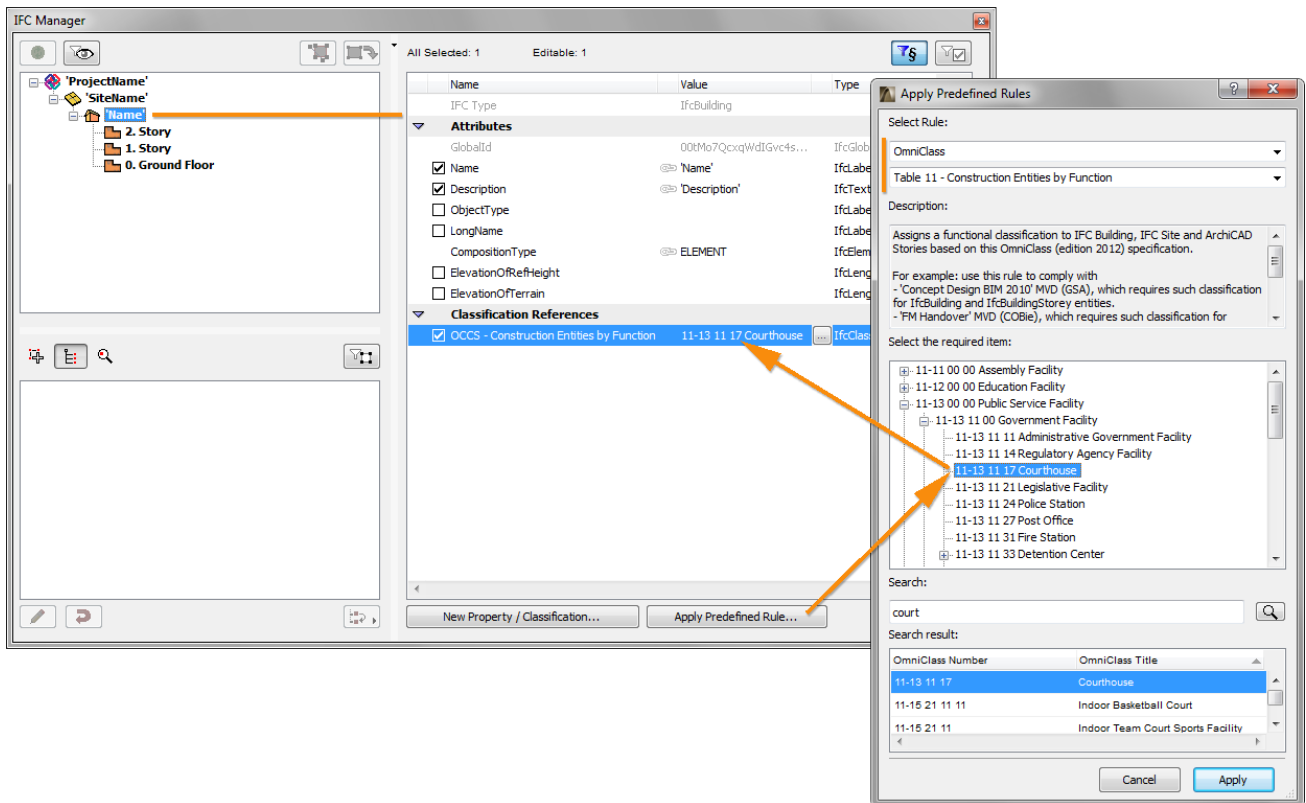 IFC Manager
All Selected: 1 Editable: 1
'ProjectName'
'SiteName'
'Name'
2. Story
1. Story
0. Ground Floor
Name Value Type
IFC Type IfcBuilding
Attributes
GlobalId 00tMo7QcxqWdIGvc4s... IfcGlob
Name 'Name' IfcLabe
Description 'Description' IfcText
ObjectType IfcLabe
LongName IfcLabe
CompositionType ELEMENT IfcElem
ElevationOfRefHeight IfcLeng
ElevationOfTerrain IfcLeng
Classification References
OCCS - Construction Entities by Function 11-13 11 17 Courthouse ... IfcClas
New Property / Classification... Apply Predefined Rule...
Apply Predefined Rules
Select Rule:
OmniClass
Table 11 - Construction Entities by Function
Description:
Assigns a functional classification to IFC Building, IFC Site and ArchiCAD
Stories based on this OmniClass (edition 2012) specification.
For example: use this rule to comply with
- 'Concept Design BIM 2010' MVD (GSA), which requires such classification
for IfcBuilding and IfcBuildingStorey entities.
- 'FM Handover' MVD (COBie), which requires such classification for
Select the required item:
11-11 00 00 Assembly Facility
11-12 00 00 Education Facility
11-13 00 00 Public Service Facility
11-13 11 00 Government Facility
11-13 11 11 Administrative Government Facility
11-13 11 14 Regulatory Agency Facility
11-13 11 17 Courthouse
11-13 11 21 Legislative Facility
11-13 11 24 Police Station
11-13 11 27 Post Office
11-13 11 31 Fire Station
11-13 11 33 Detention Center
Search:
court
Search result:
OmniClass Number OmniClass Title
11-13 11 17 Courthouse
11-15 21 11 11 Indoor Basketball Court
11-15 21 11 Indoor Team Court Sports Facility
Cancel Apply